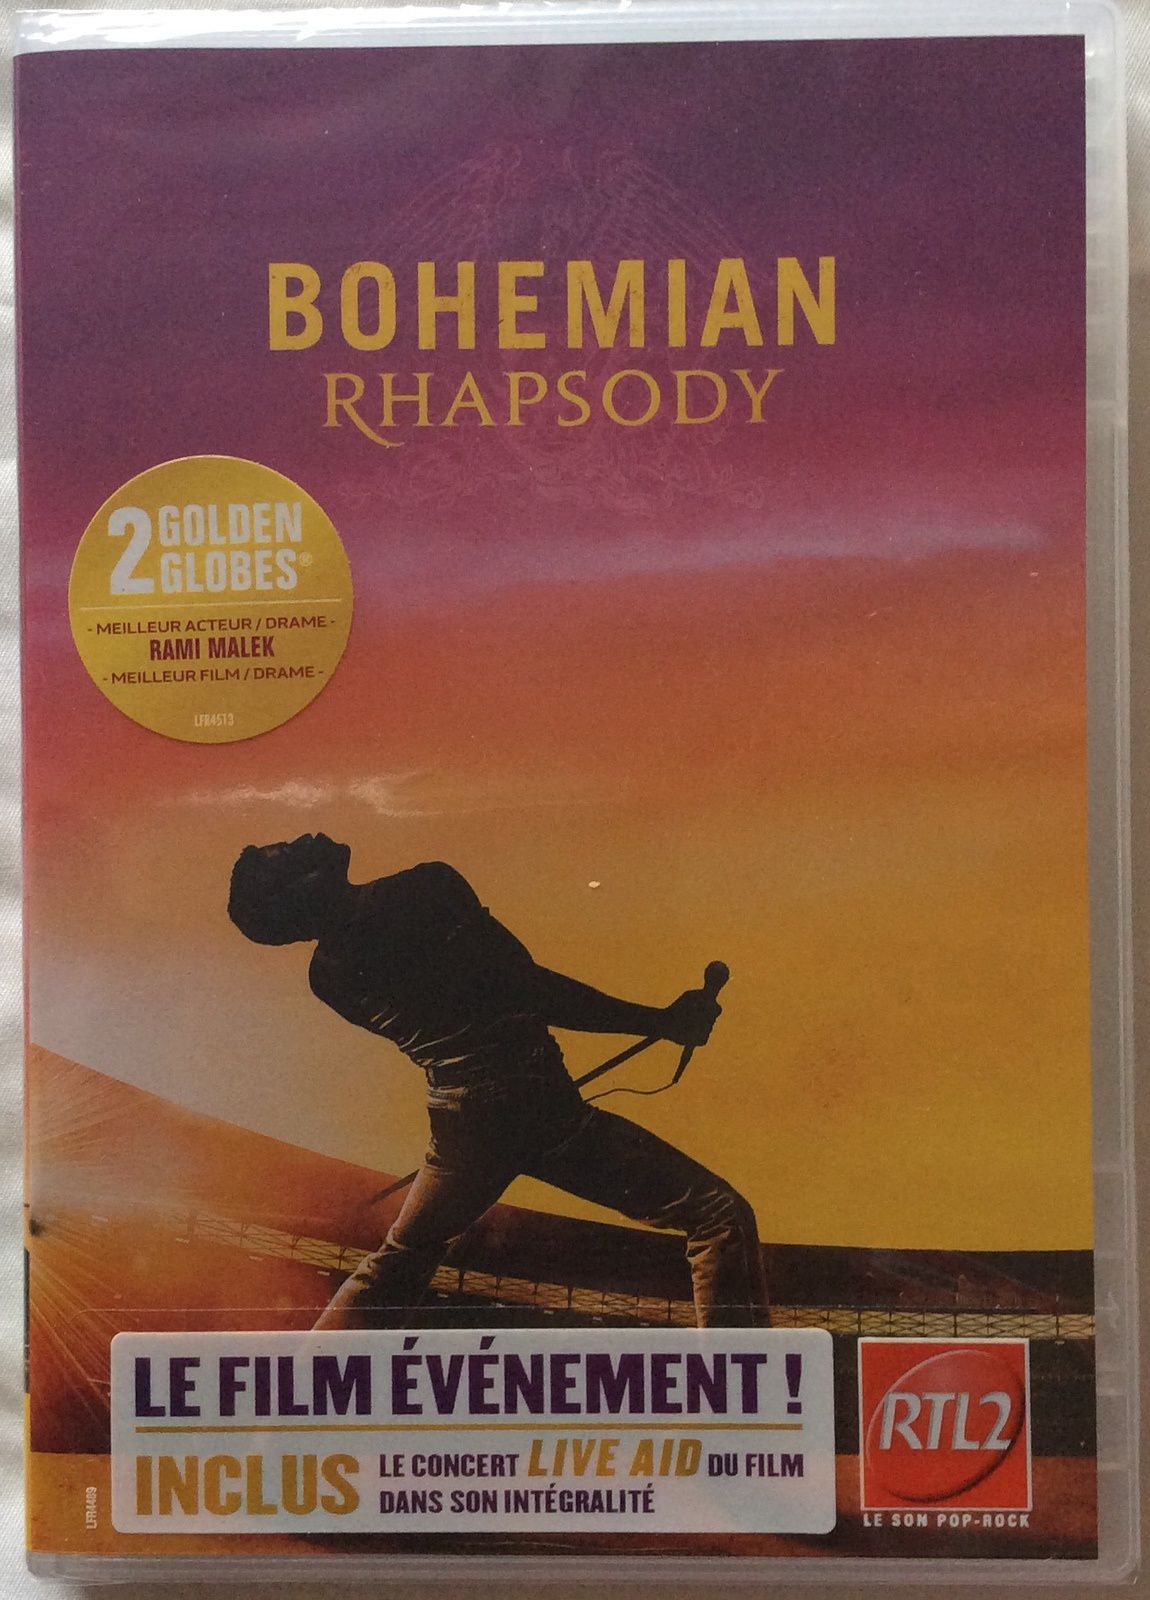 BOHEMIAN
RHAPSODY
2 GOLDEN
GLOBES®
- MEILLEUR ACTEUR / DRAME -
RAMI MALEK
- MEILLEUR FILM / DRAME -
LFR4513
LE FILM ÉVÉNEMENT !
INCLUS
LE CONCERT LIVE AID DU FILM
DANS SON INTÉGRALITÉ
LFR4489
RTL2
LE SON POP-ROCK